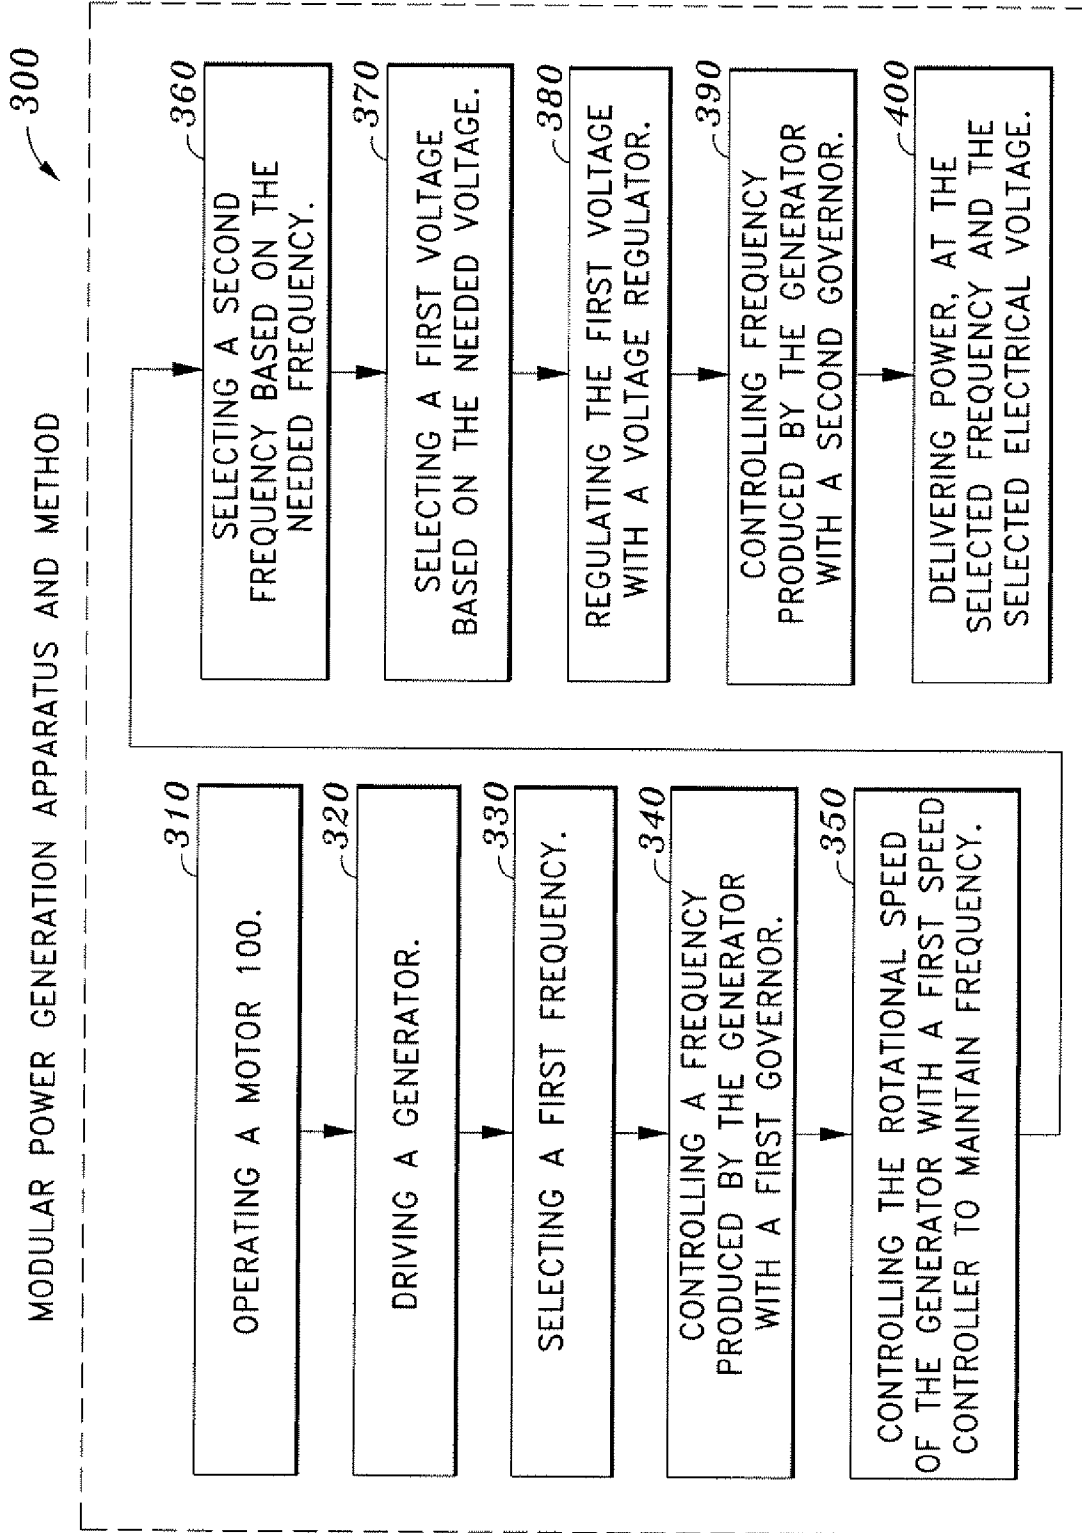 MODULAR POWER GENERATION APPARATUS AND METHOD
300
310
OPERATING A MOTOR 100.
320
DRIVING A GENERATOR.
330
SELECTING A FIRST FREQUENCY.
340
CONTROLLING A FREQUENCY
PRODUCED BY THE GENERATOR
WITH A FIRST GOVERNOR.
350
CONTROLLING THE ROTATIONAL SPEED
OF THE GENERATOR WITH A FIRST SPEED
CONTROLLER TO MAINTAIN FREQUENCY.
360
SELECTING A SECOND
FREQUENCY BASED ON THE
NEEDED FREQUENCY.
370
SELECTING A FIRST VOLTAGE
BASED ON THE NEEDED VOLTAGE.
380
REGULATING THE FIRST VOLTAGE
WITH A VOLTAGE REGULATOR.
390
CONTROLLING FREQUENCY
PRODUCED BY THE GENERATOR
WITH A SECOND GOVERNOR.
400
DELIVERING POWER, AT THE
SELECTED FREQUENCY AND THE
SELECTED ELECTRICAL VOLTAGE.